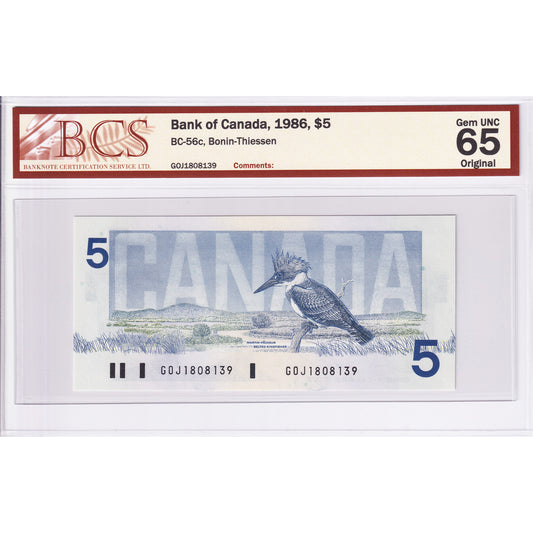 BCS
BANKNOTE CERTIFICATION SERVICE LTD.
Bank of Canada, 1986, $5
BC-56c, Bonin-Thiessen
GOJ1808139 Comments:
Gem UNC
65
Original
5
CANADA
MARTIN-PÊCHEUR
BELTED KINGFISHER
5
GOJ1808139 GOJ1808139